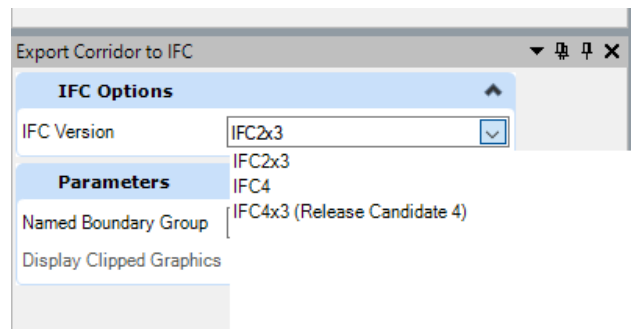 Export Corridor to IFC
IFC Options
IFC Version IFC2x3
IFC2x3
IFC4
IFC4x3 (Release Candidate 4)
Parameters
Named Boundary Group
Display Clipped Graphics